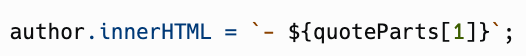 author.innerHTML = `- ${quoteParts[1]}`;